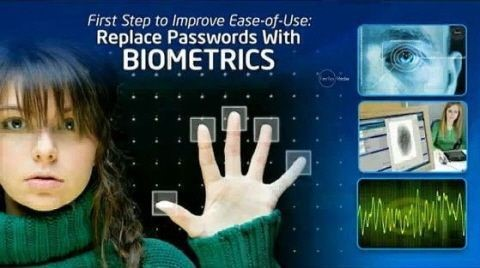 First Step to Improve Ease-of-Use:
Replace Passwords With
BIOMETRICS